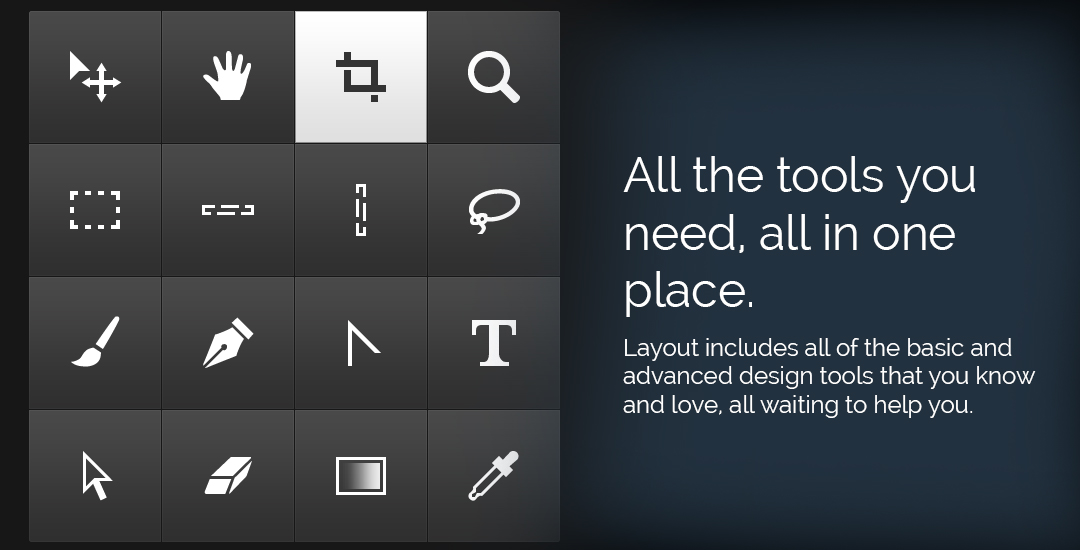 All the tools you
need, all in one
place.
Layout includes all of the basic and
advanced design tools that you know
and love, all waiting to help you.